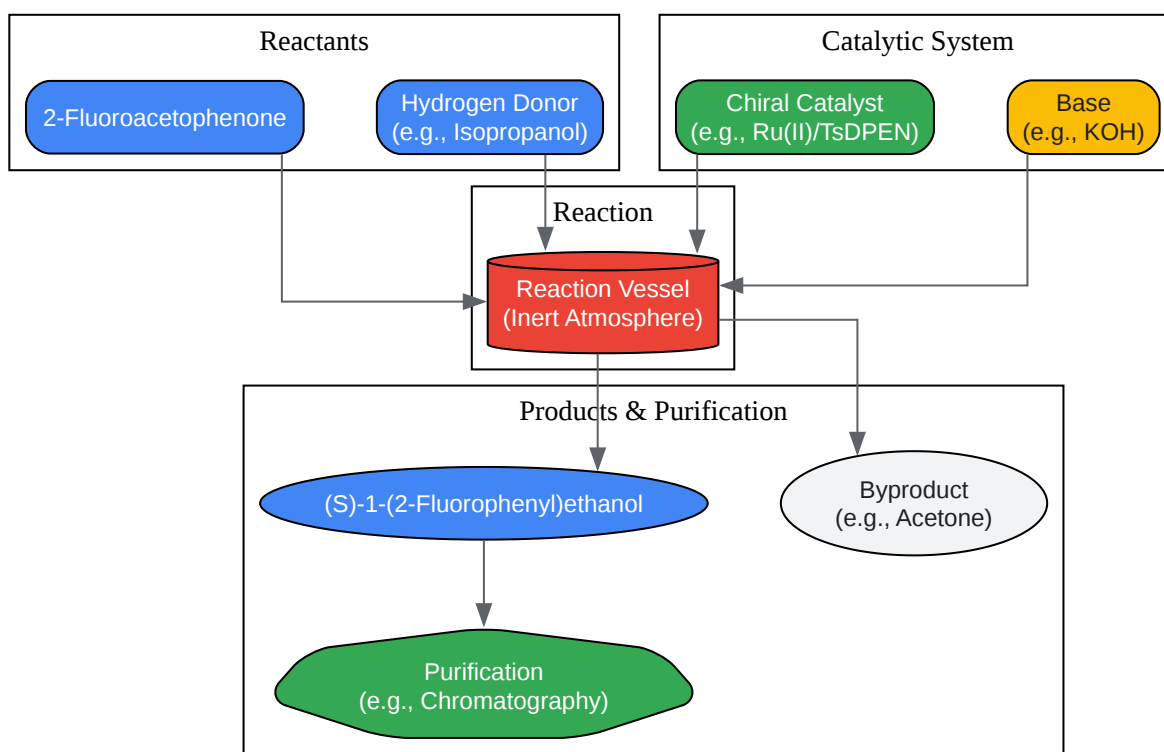 Reactants
2-Fluoroacetophenone
Hydrogen Donor
(e.g., Isopropanol)
Catalytic System
Chiral Catalyst
(e.g., Ru(II)/TsDPEN)
Base
(e.g., KOH)
Reaction
Reaction Vessel
(Inert Atmosphere)
Products & Purification
(S)-1-(2-Fluorophenyl)ethanol
Byproduct
(e.g., Acetone)
Purification
(e.g., Chromatography)